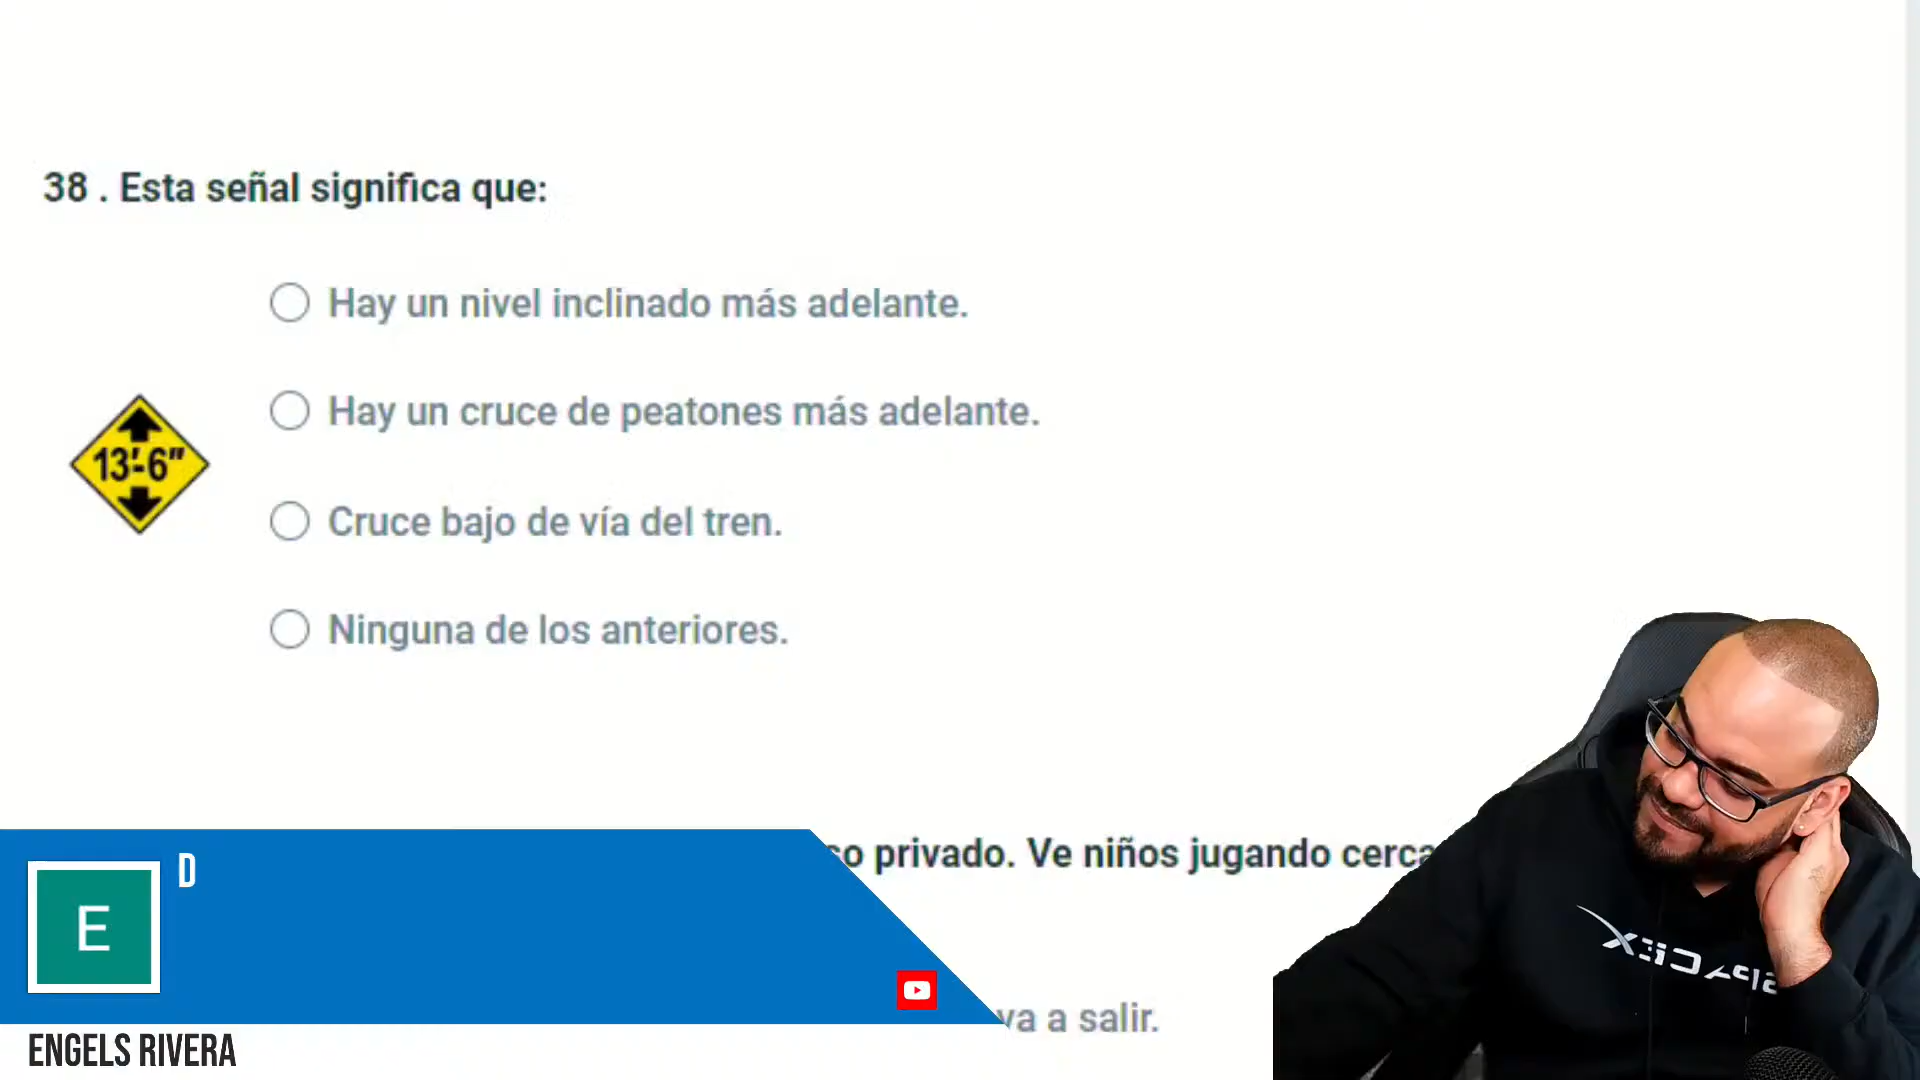 38 . Esta señal significa que:
Hay un nivel inclinado más adelante.
Hay un cruce de peatones más adelante.
13'-6"
Cruce bajo de vía del tren.
Ninguna de los anteriores.
so privado. Ve niños jugando cerca
D
E
va a salir.
ENGELS RIVERA
SPACEX